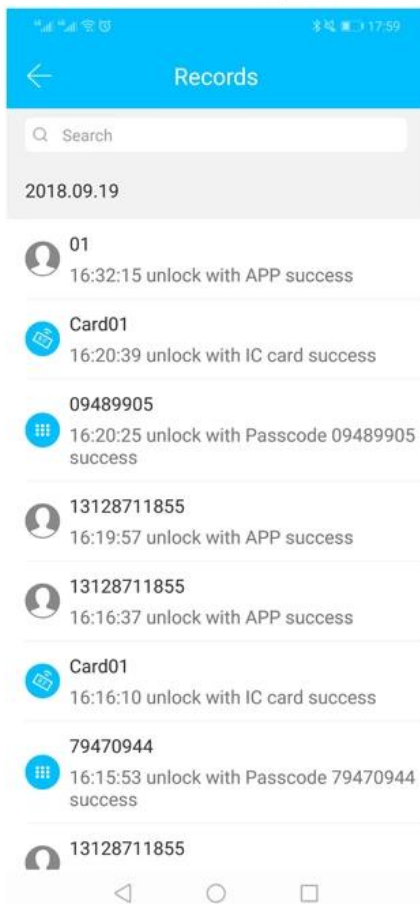 17:59
Records
Search
2018.09.19
01
16:32:15 unlock with APP success
Card01
16:20:39 unlock with IC card success
09489905
16:20:25 unlock with Passcode 09489905
success
13128711855
16:19:57 unlock with APP success
13128711855
16:16:37 unlock with APP success
Card01
16:16:10 unlock with IC card success
79470944
16:15:53 unlock with Passcode 79470944
success
13128711855